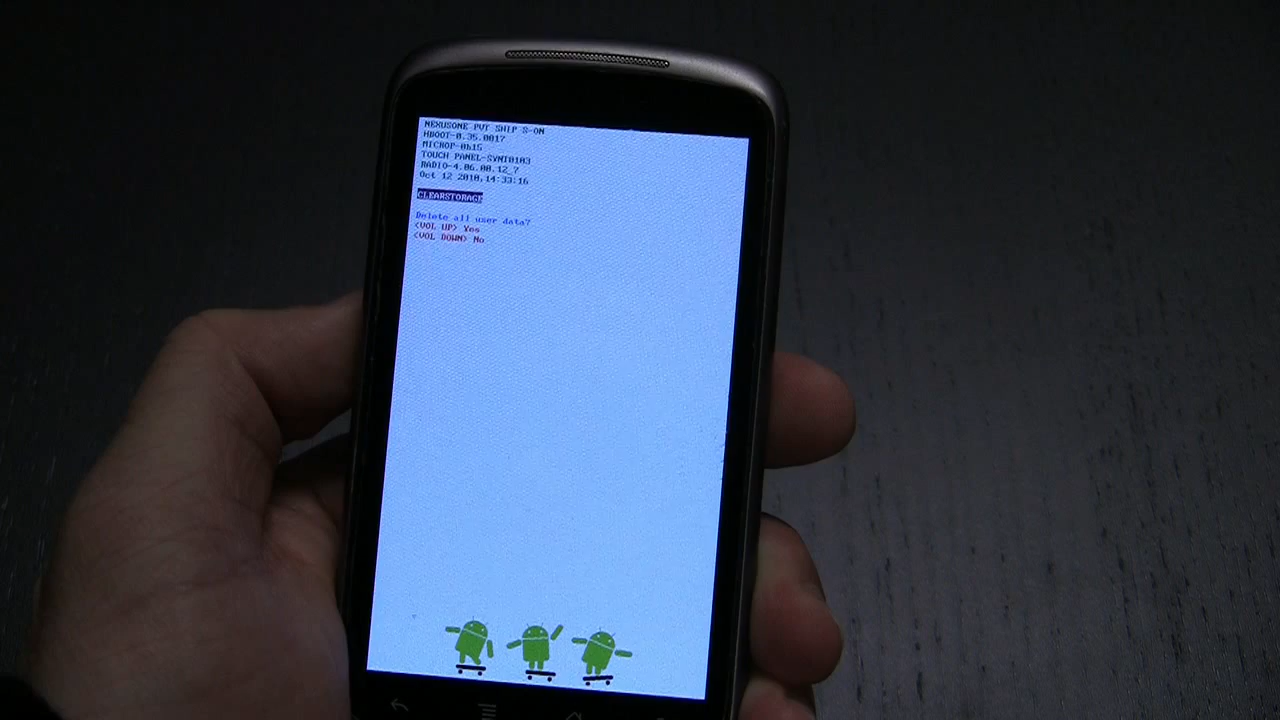 NEXUSONE PVT SHIP S-ON
HBOOT-0.35.0017
MICROP-0b15
TOUCH PANEL-SYNT0103
RADIO-4.06.00.12_7
Oct 12 2010,14:33:16
CLEARSTORAGE
Delete all user data?
<VOL UP> Yes
<VOL DOWN> No